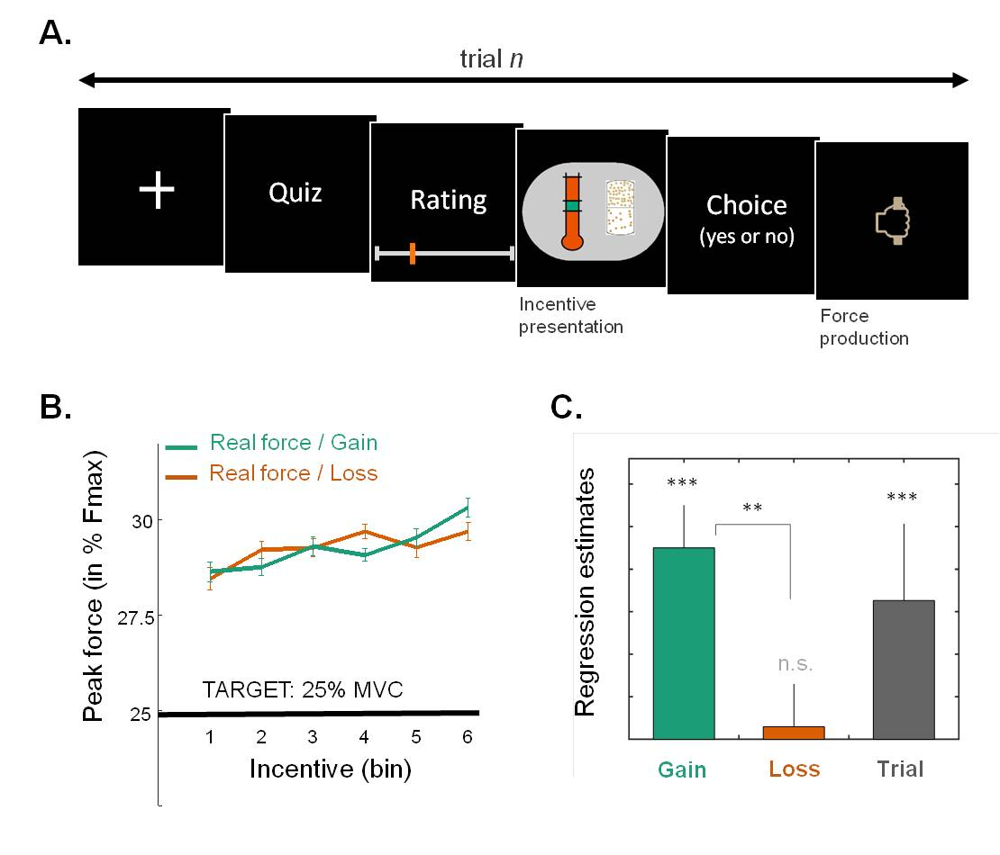 A.
trial n
Quiz
Rating
Choice
(yes or no)
Incentive
presentation
Force
production
B.
Real force / Gain
Real force / Loss
Peak force (in % Fmax)
30
27.5
25
TARGET: 25% MVC
1 2 3 4 5 6
Incentive (bin)
C.
Regression estimates
***
**
***
n.s.
Gain Loss Trial